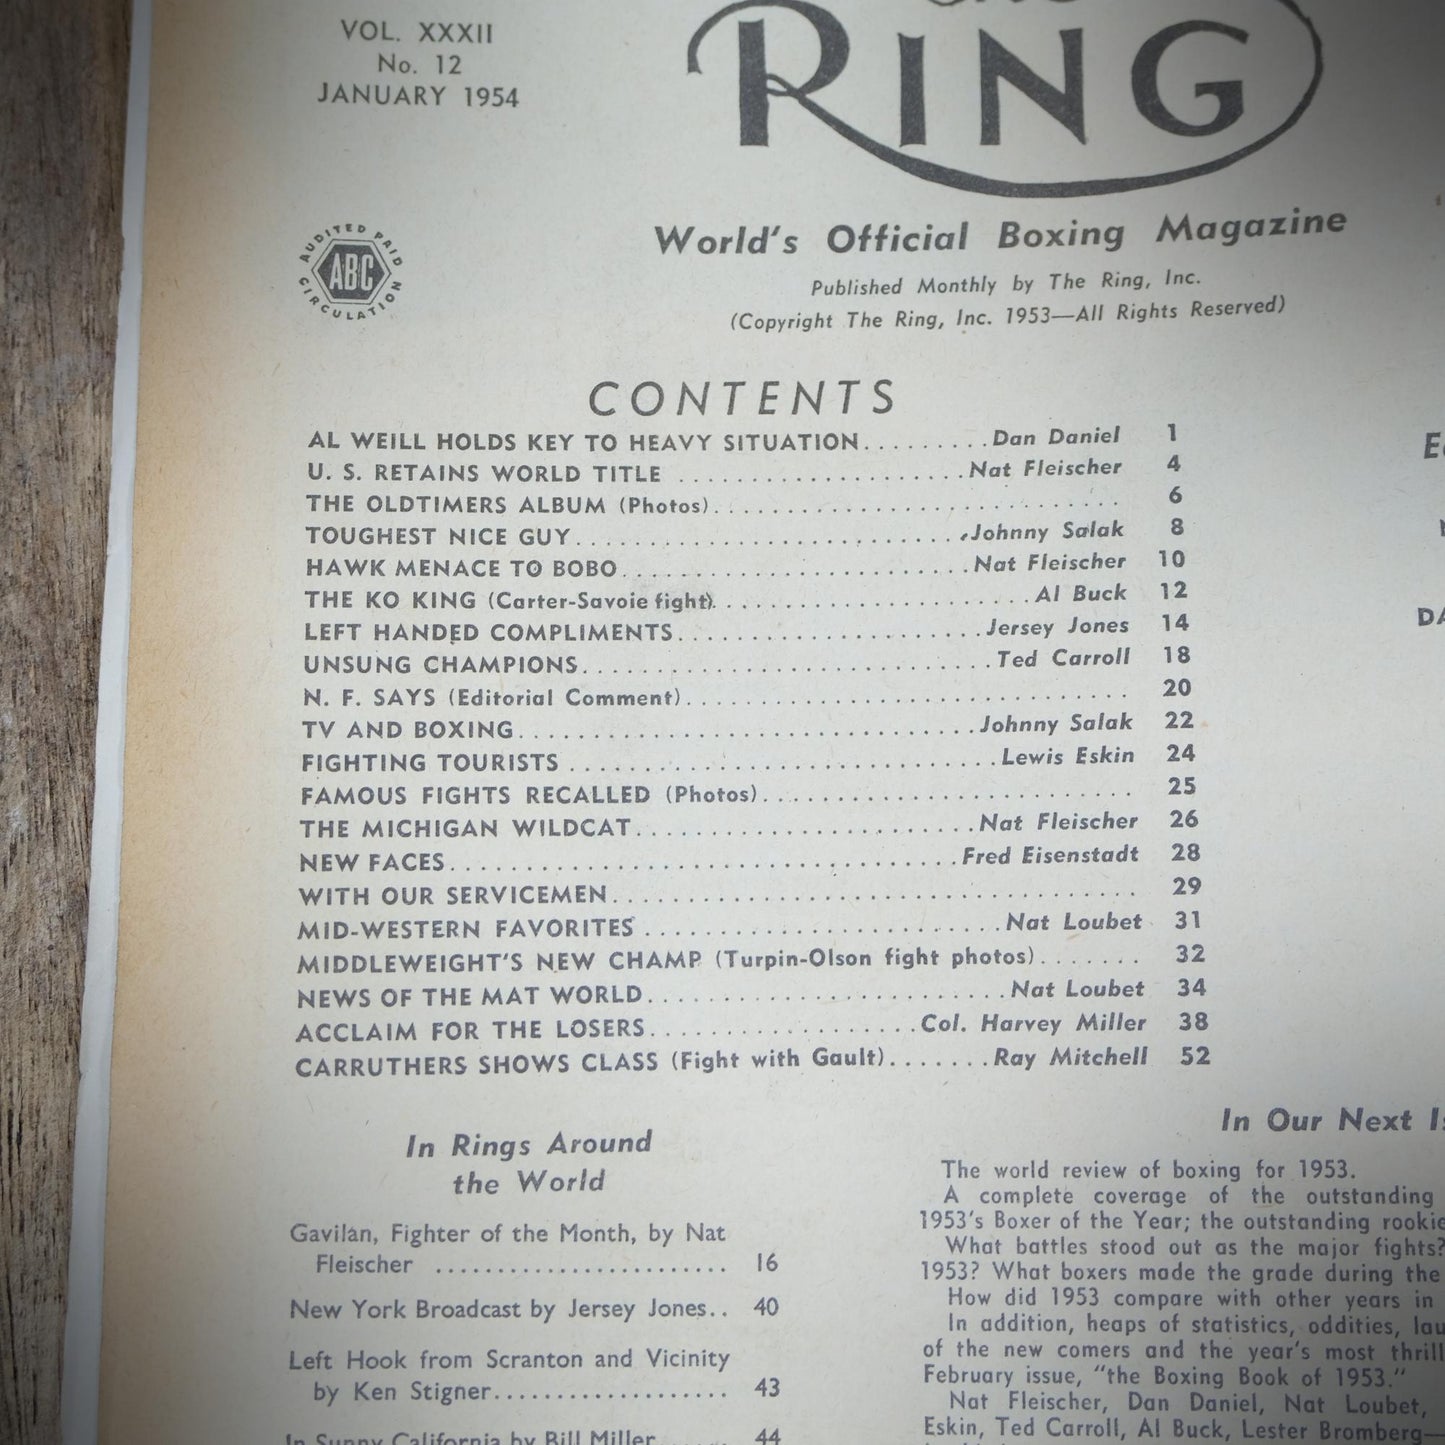 VOL. XXXII
No. 12
JANUARY 1954
RING
World's Official Boxing Magazine
Published Monthly by The Ring, Inc.
(Copyright The Ring, Inc. 1953—All Rights Reserved)
AUDITED PAID CIRCULATION
ABC
CONTENTS
AL WEILL HOLDS KEY TO HEAVY SITUATION.........Dan Daniel 1
U. S. RETAINS WORLD TITLE ....................Nat Fleischer 4
THE OLDTIMERS ALBUM (Photos)............................ 6
TOUGHEST NICE GUY...........................Johnny Salak 8
HAWK MENACE TO BOBO........................Nat Fleischer 10
THE KO KING (Carter-Savoie fight)......................Al Buck 12
LEFT HANDED COMPLIMENTS.....................Jersey Jones 14
UNSUNG CHAMPIONS............................Ted Carroll 18
N. F. SAYS (Editorial Comment).............................. 20
TV AND BOXING...............................Johnny Salak 22
FIGHTING TOURISTS ............................Lewis Eskin 24
FAMOUS FIGHTS RECALLED (Photos)......................... 25
THE MICHIGAN WILDCAT.......................Nat Fleischer 26
NEW FACES..................................Fred Eisenstadt 28
WITH OUR SERVICEMEN................................... 29
MID-WESTERN FAVORITES ........................Nat Loubet 31
MIDDLEWEIGHT'S NEW CHAMP (Turpin-Olson fight photos)....... 32
NEWS OF THE MAT WORLD........................Nat Loubet 34
ACCLAIM FOR THE LOSERS..................Col. Harvey Miller 38
CARRUTHERS SHOWS CLASS (Fight with Gault).......Ray Mitchell 52
In Rings Around
the World
Gavilan, Fighter of the Month, by Nat
Fleischer ........................ 16
New York Broadcast by Jersey Jones.. 40
Left Hook from Scranton and Vicinity
by Ken Stigner................... 43
In Sunny California by Bill Miller...... 44
In Our Next
The world review of boxing for 1953.
A complete coverage of the outstanding
1953's Boxer of the Year; the outstanding rookie
What battles stood out as the major fights?
1953? What boxers made the grade during the
How did 1953 compare with other years in
In addition, heaps of statistics, oddities,
of the new comers and the year's most
February issue, "the Boxing Book of 1953."
Nat Fleischer, Dan Daniel, Nat Loubet,
Eskin, Ted Carroll, Al Buck, Lester Bromberg—